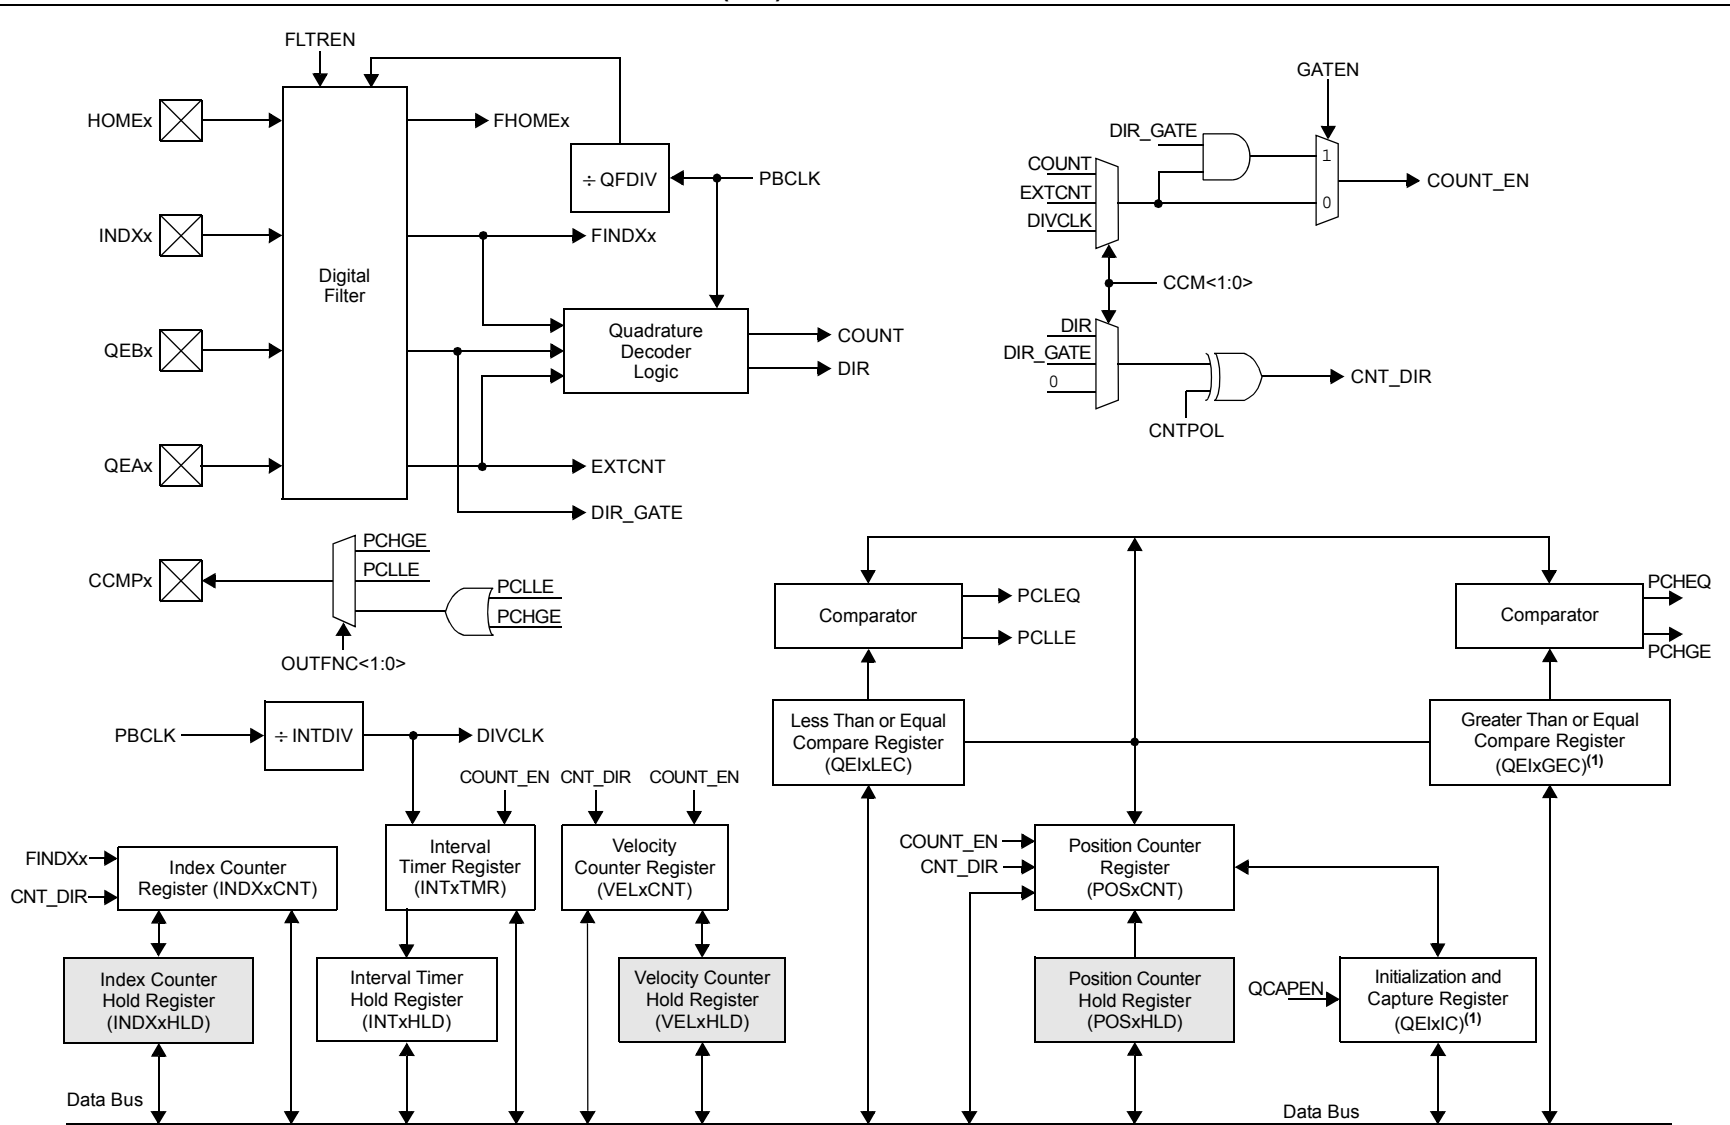 FLTREN
HOMEx
FHOMEx
÷ QFDIV
PBCLK
INDXx
FINDXx
Digital
Filter
QEBx
Quadrature
Decoder
Logic
COUNT
DIR
QEAx
EXTCNT
DIR_GATE
GATEN
DIR_GATE
COUNT
EXTCNT
DIVCLK
1
0
COUNT_EN
CCM<1:0>
DIR
DIR_GATE
0
CNT_DIR
CNTPOL
CCMPx
PCHGE
PCLLE
PCLLE
PCHGE
OUTFNC<1:0>
Comparator
PCLEQ
PCLLE
Comparator
PCHEQ
PCHGE
Less Than or Equal
Compare Register
(QEIxLEC)
Greater Than or Equal
Compare Register
(QEIxGEC)(1)
PBCLK
÷ INTDIV
DIVCLK
COUNT_EN
CNT_DIR
COUNT_EN
FINDXx
CNT_DIR
Index Counter
Register (INDXxCNT)
Interval
Timer Register
(INTxTMR)
Velocity
Counter Register
(VELxCNT)
COUNT_EN
CNT_DIR
Position Counter
Register
(POSxCNT)
Index Counter
Hold Register
(INDXxHLD)
Interval Timer
Hold Register
(INTxHLD)
Velocity Counter
Hold Register
(VELxHLD)
Position Counter
Hold Register
(POSxHLD)
QCAPEN
Initialization and
Capture Register
(QEIxIC)(1)
Data Bus
Data Bus